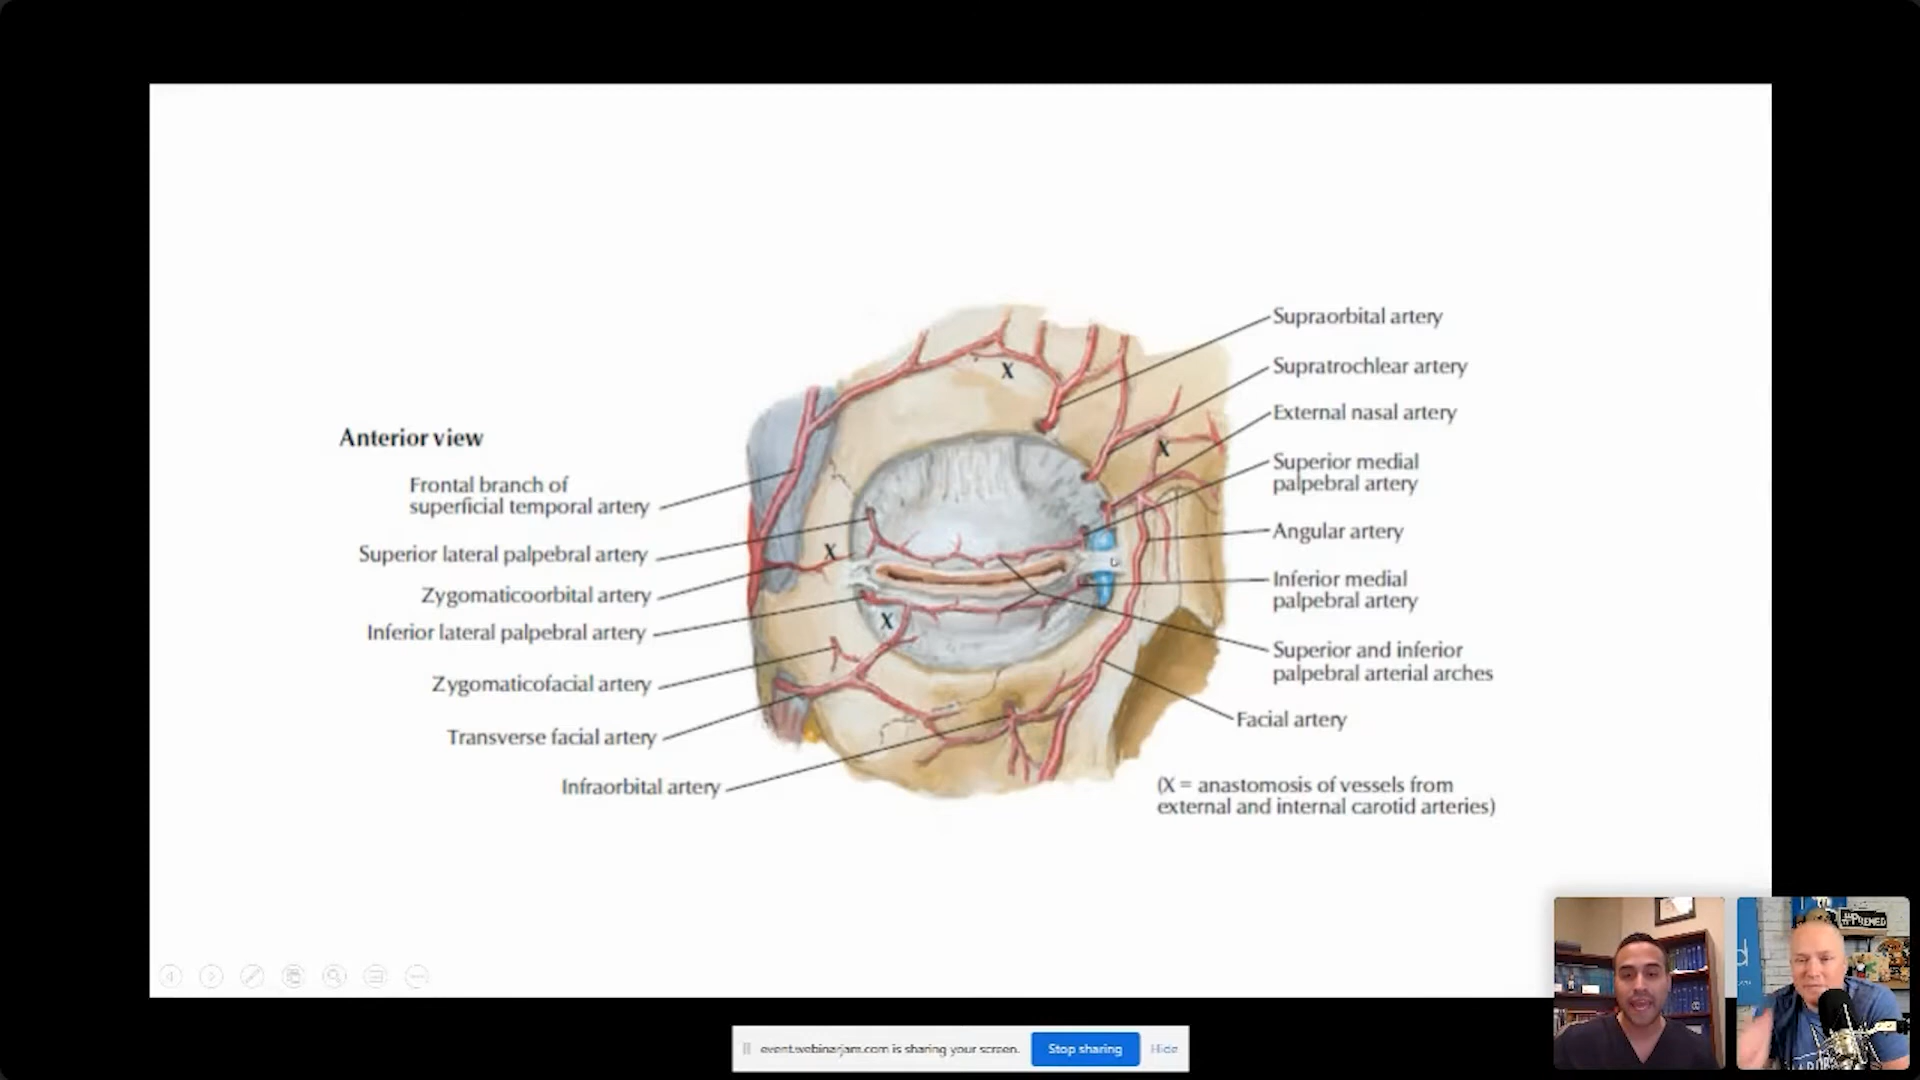 Anterior view
Frontal branch of
superficial temporal artery
Superior lateral palpebral artery
Zygomaticoorbital artery
Inferior lateral palpebral artery
Zygomaticofacial artery
Transverse facial artery
Infraorbital artery
X
X
X
X
Supraorbital artery
Supratrochlear artery
External nasal artery
Superior medial
palpebral artery
Angular artery
Inferior medial
palpebral artery
Superior and inferior
palpebral arterial arches
Facial artery
(X = anastomosis of vessels from
external and internal carotid arteries)
#PREMED
d
event.webinarjam.com is sharing your screen.
Stop sharing
Hide